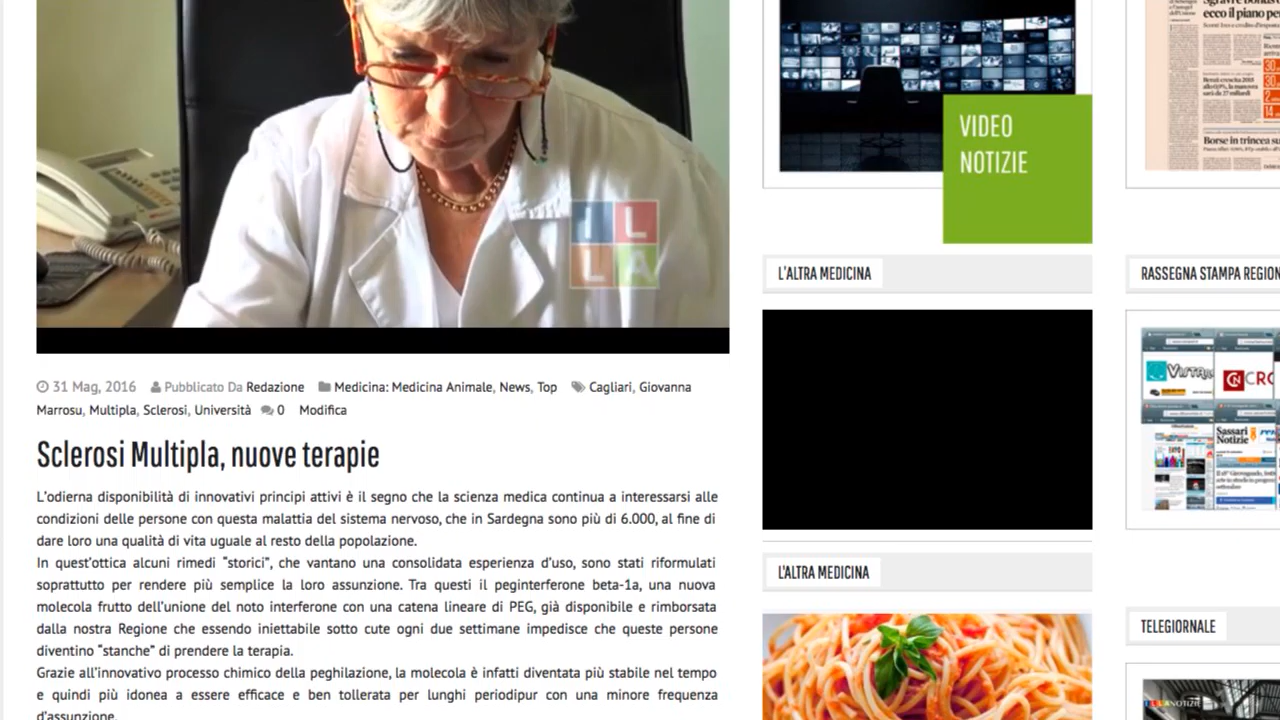 I L
L A
31 Mag, 2016 Pubblicato Da Redazione Medicina: Medicina Animale, News, Top Cagliari, Giovanna
Marrosu, Multipla, Sclerosi, Università 0 Modifica
Sclerosi Multipla, nuove terapie
L'odierna disponibilità di innovativi principi attivi è il segno che la scienza medica continua a interessarsi alle
condizioni delle persone con questa malattia del sistema nervoso, che in Sardegna sono più di 6.000, al fine di
dare loro una qualità di vita uguale al resto della popolazione.
In quest'ottica alcuni rimedi "storici", che vantano una consolidata esperienza d'uso, sono stati riformulati
soprattutto per rendere più semplice la loro assunzione. Tra questi il peginterferone beta-1a, una nuova
molecola frutto dell'unione del noto interferone con una catena lineare di PEG, già disponibile e rimborsata
dalla nostra Regione che essendo iniettabile sotto cute ogni due settimane impedisce che queste persone
diventino "stanche" di prendere la terapia.
Grazie all'innovativo processo chimico della peghilazione, la molecola è infatti diventata più stabile nel tempo
e quindi più idonea a essere efficace e ben tollerata per lunghi periodipur con una minore frequenza
d'assunzione.
VIDEO
NOTIZIE
L'ALTRA MEDICINA
L'ALTRA MEDICINA
ecco il piano pe
Borse in trincea su
RASSEGNA STAMPA REGION
Sassari
Notizie
TELEGIORNALE
ILLANOTIZIE